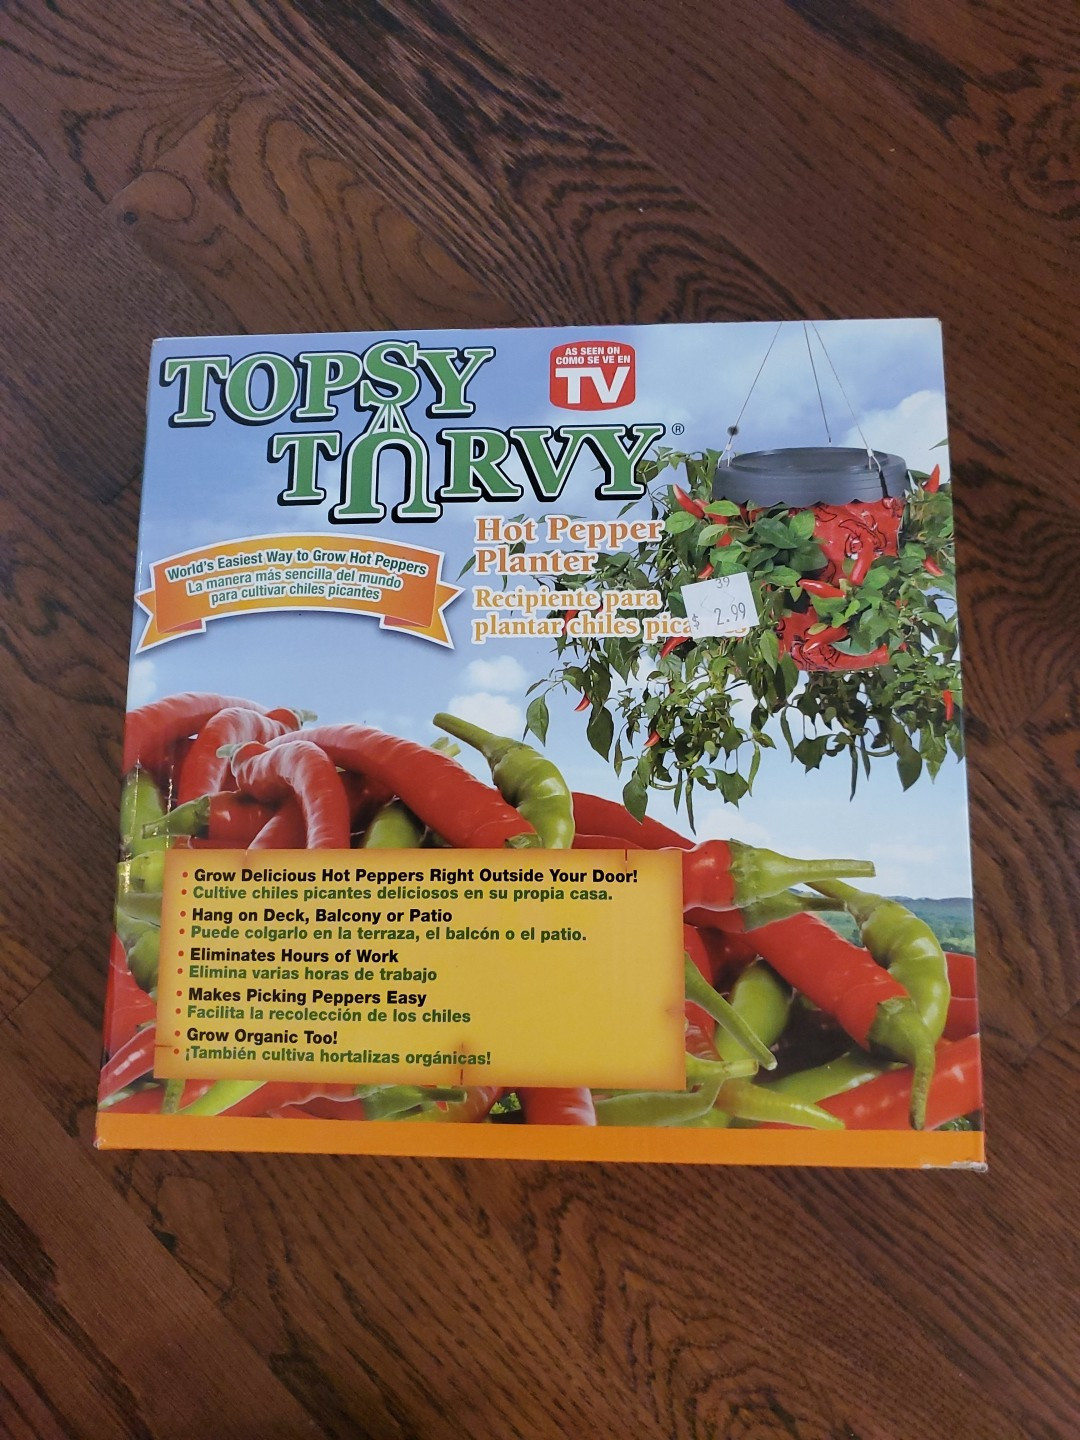 TOPSY
TURVY®
AS SEEN ON
COMO SE VE EN
TV
Hot Pepper
Planter
Recipiente para
plantar chiles
39
$ 2.99
World's Easiest Way to Grow Hot Peppers
La manera más sencilla del mundo
para cultivar chiles picantes
• Grow Delicious Hot Peppers Right Outside Your Door!
• Cultive chiles picantes deliciosos en su propia casa.
• Hang on Deck, Balcony or Patio
• Puede colgarlo en la terraza, el balcón o el patio.
• Eliminates Hours of Work
• Elimina varias horas de trabajo
• Makes Picking Peppers Easy
• Facilita la recolección de los chiles
• Grow Organic Too!
• ¡También cultiva hortalizas orgánicas!